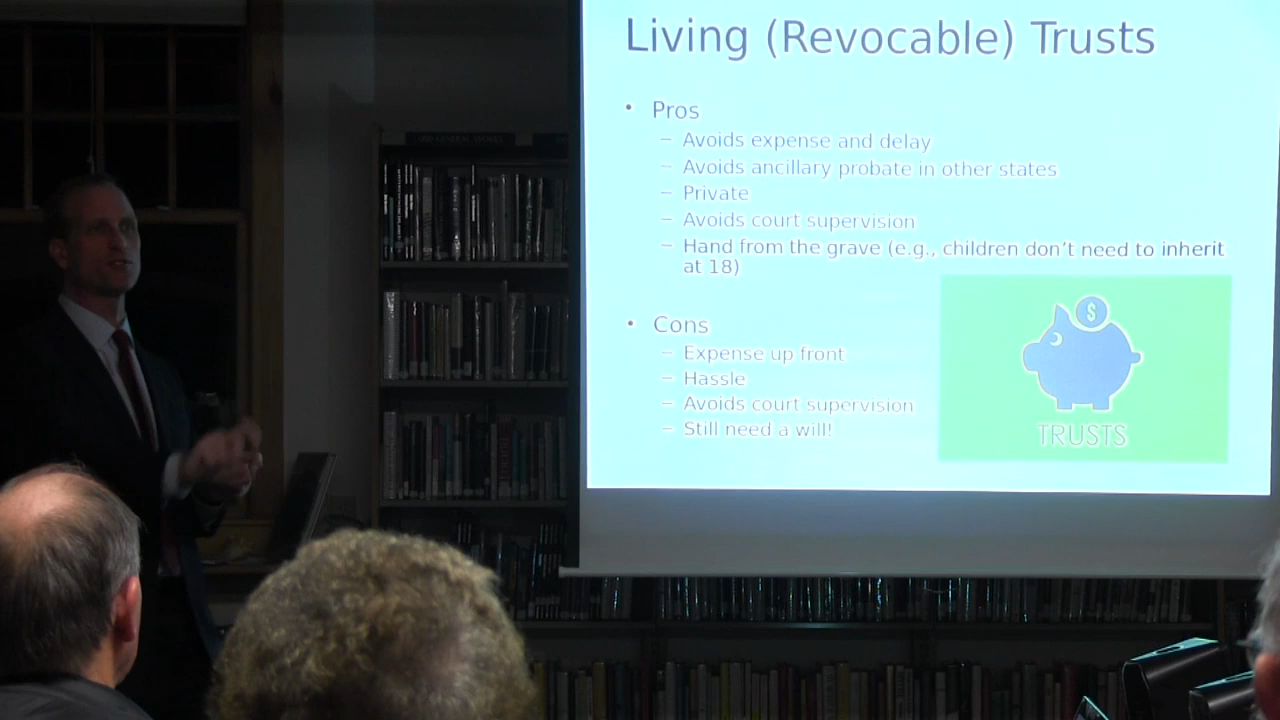 Living (Revocable) Trusts
• Pros
– Avoids expense and delay
– Avoids ancillary probate in other states
– Private
– Avoids court supervision
– Hand from the grave (e.g., children don't need to inherit
at 18)
• Cons
– Expense up front
– Hassle
– Avoids court supervision
– Still need a will!
$
TRUSTS